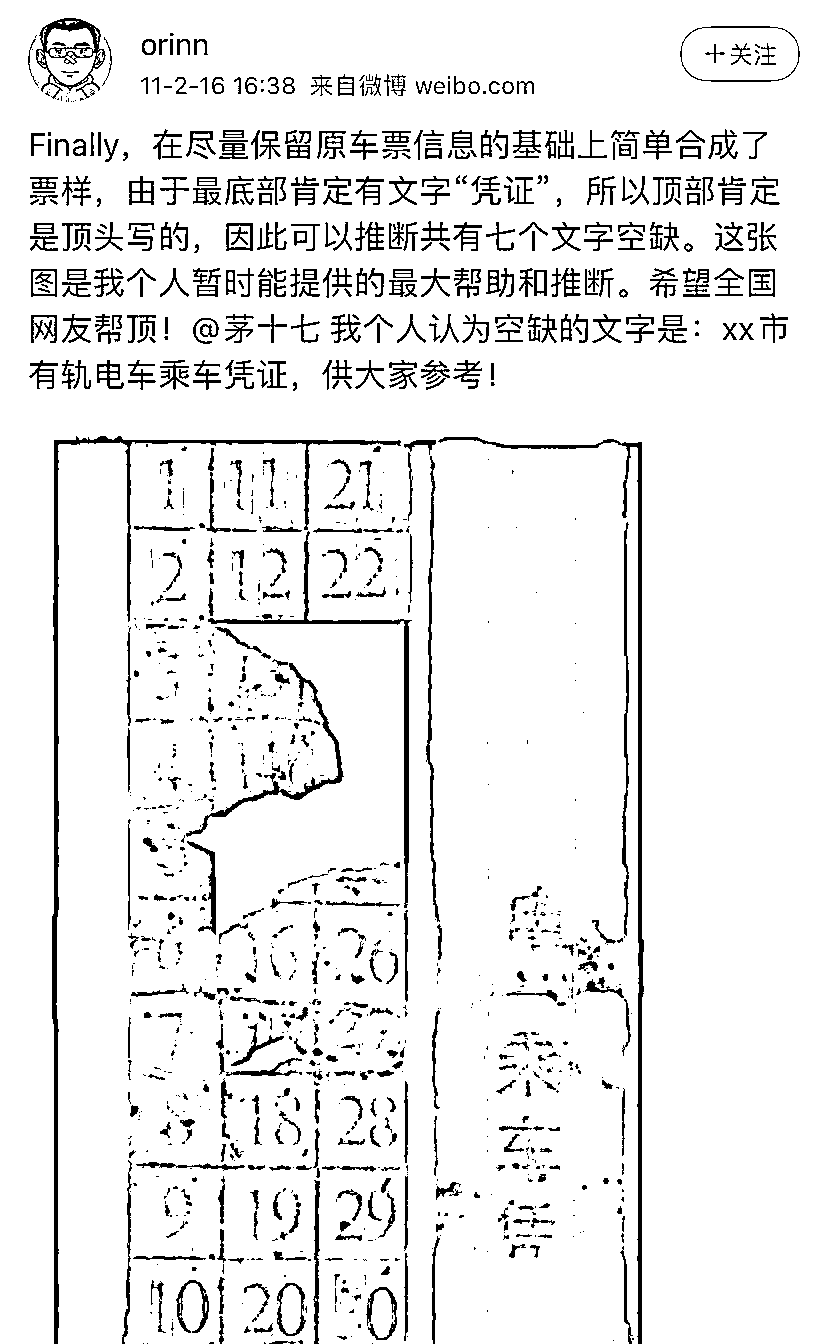 orinn
+关注
11-2-16 16:38 来自微博 weibo.com
Finally，在尽量保留原车票信息的基础上简单合成了
票样，由于最底部肯定有文字“凭证”，所以顶部肯定
是顶头写的，因此可以推断共有七个文字空缺。这张
图是我个人暂时能提供的最大帮助和推断。希望全国
网友帮顶！@茅十七 我个人认为空缺的文字是：xx市
有轨电车乘车凭证，供大家参考！
1 11 21
2 12 22
3 13
4
5
6 16 26
7 27
8 18 28
9 19 29
10 20
电
乘
车
凭